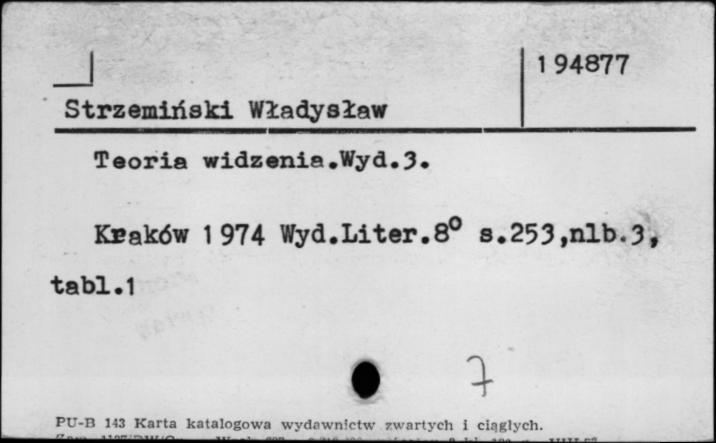 194877
Strzemiński Władysław
Teoria widzenia.Wyd.3.
Kraków 1974 Wyd.Liter.8º s.253,nlb.3,
tabl.1
7
PU-B 143 Karta katalogowa wydawnictw zwartych i ciągłych.